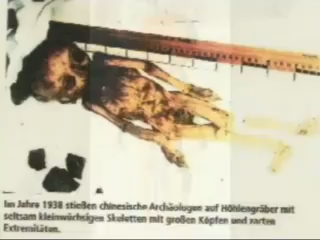 Im Jahre 1938 stießen chinesische Archäologen auf Höhlengräber mit
seltsam kleinwüchsigen Skeletten mit großen Köpfen und zarten
Extremitäten.